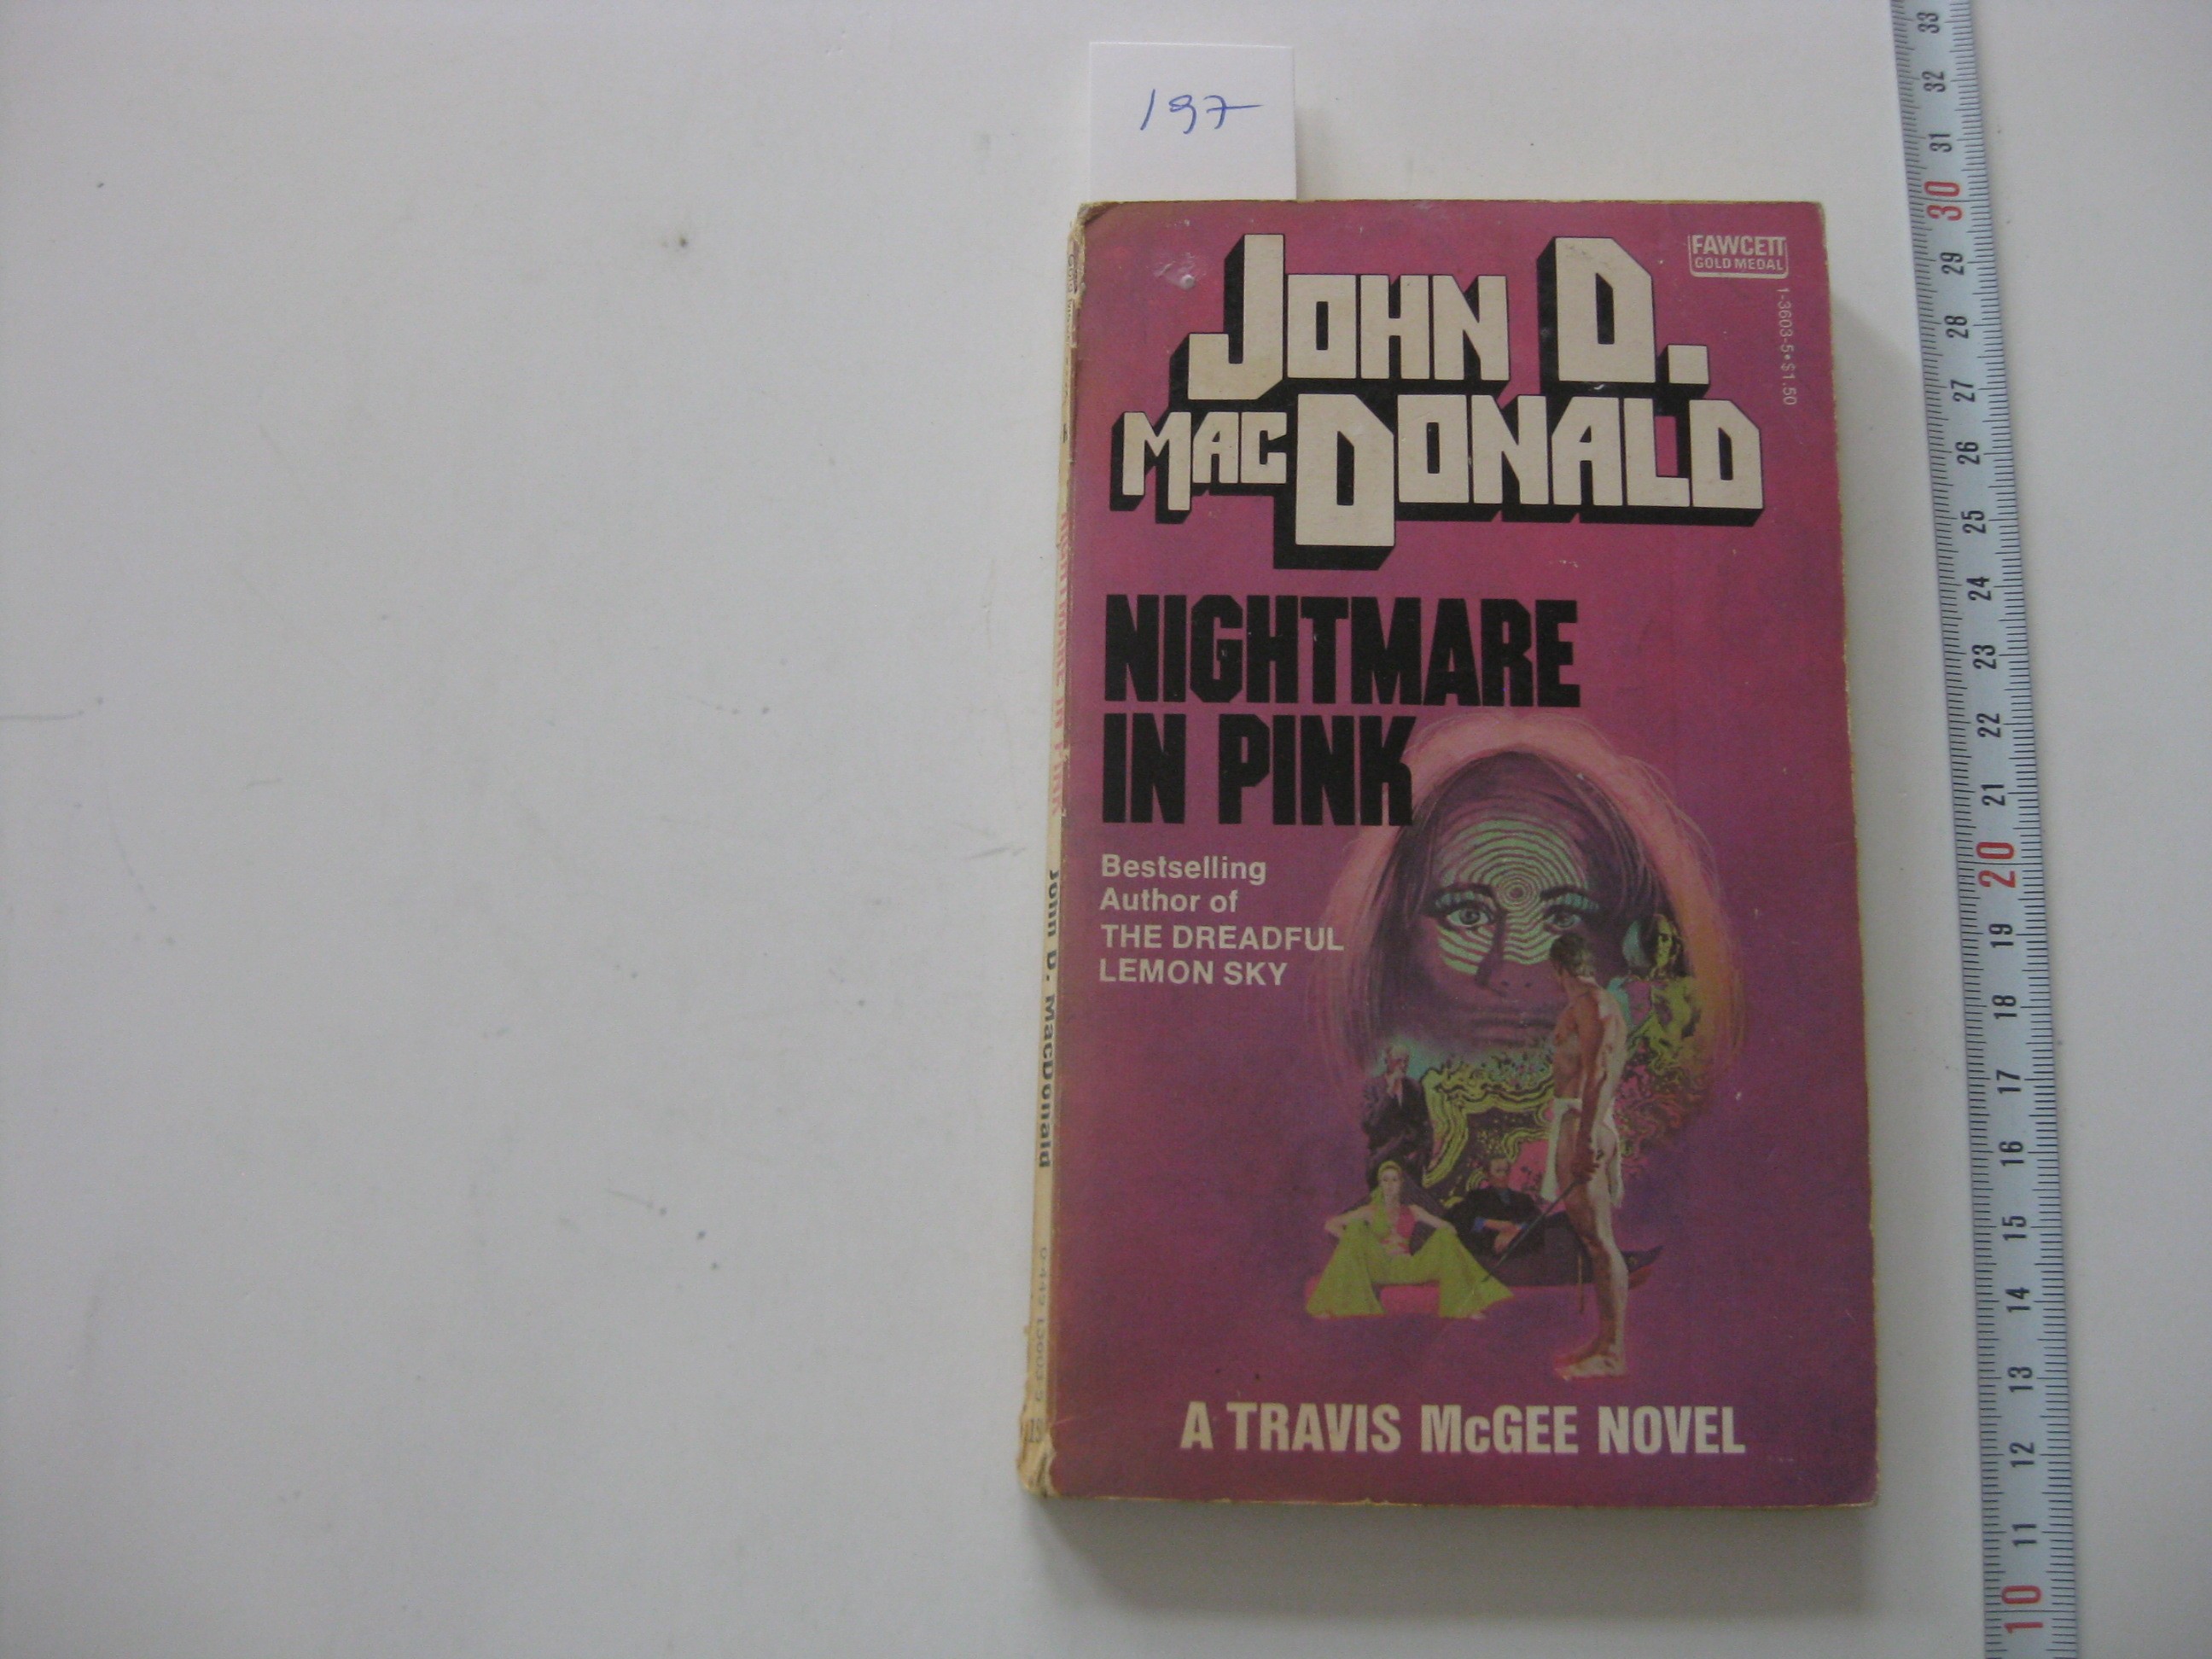 197
FAWCETT
GOLD MEDAL
1-3603-5•$1.50
JOHN D.
MACDONALD
NIGHTMARE
IN PINK
Bestselling
Author of
THE DREADFUL
LEMON SKY
A TRAVIS McGEE NOVEL
NIGHTMARE IN PINK
John D. MacDonald
33
32
31
30
29
28
27
26
25
24
23
22
21
20
19
18
17
16
15
14
13
12
11
10